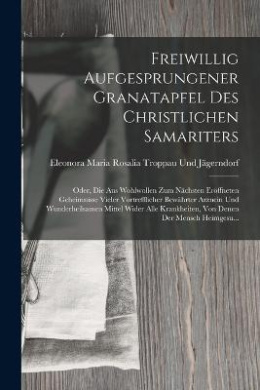 Freiwillig
Aufgesprungener
Granatapfel Des
Christlichen
Samariters
Eleonora Maria Rosalia Troppau Und Jägerndorf
Oder, Die Aus Wohlwollen Zum Nächsten Eröffneten
Geheimnisse Vieler Vortrefflicher Bewährter Artznein Und
Wunderheilsamen Mittel Wider Alle Krankheiten, Von Denen
Der Mensch Heimgesu...